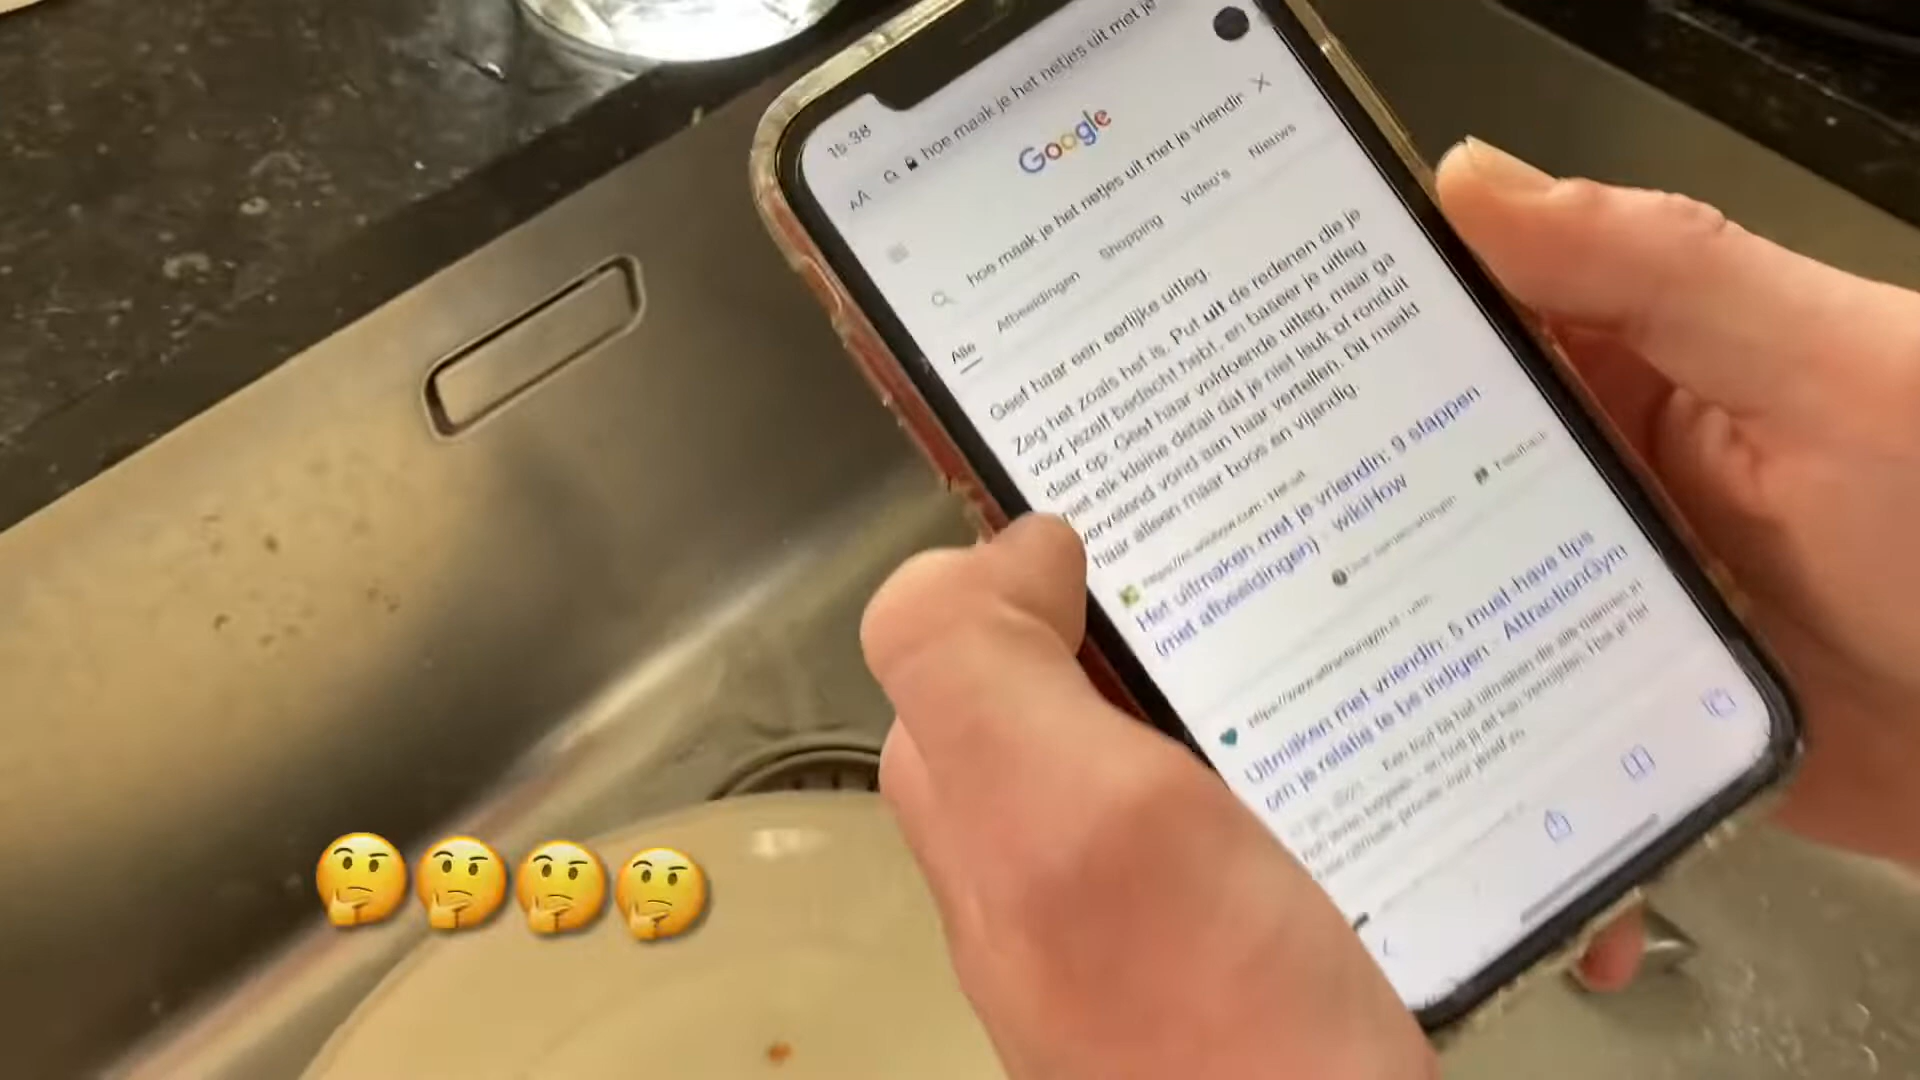 15:38
AA hoe maak je het netjes uit met je
Google
hoe maak je het netjes uit met je vriendin
Alle Afbeeldingen Shopping Video's Nieuws
Geef haar een eerlijke uitleg.
Zeg het zoals het is. Put uit de redenen die je
voor jezelf bedacht hebt, en baseer je uitleg
daar op. Geef haar voldoende uitleg, maar ga
niet elk kleine detail dat je niet leuk of ronduit
vervelend vond aan haar vertellen. Dit maakt
haar alleen maar boos en vijandig.
Het uitmaken met je vriendin: 9 stappen
(met afbeeldingen) - wikiHow
Feedback
Uitmaken met vriendin: 5 must have tips
om je relatie te be indigen - AttractionGym